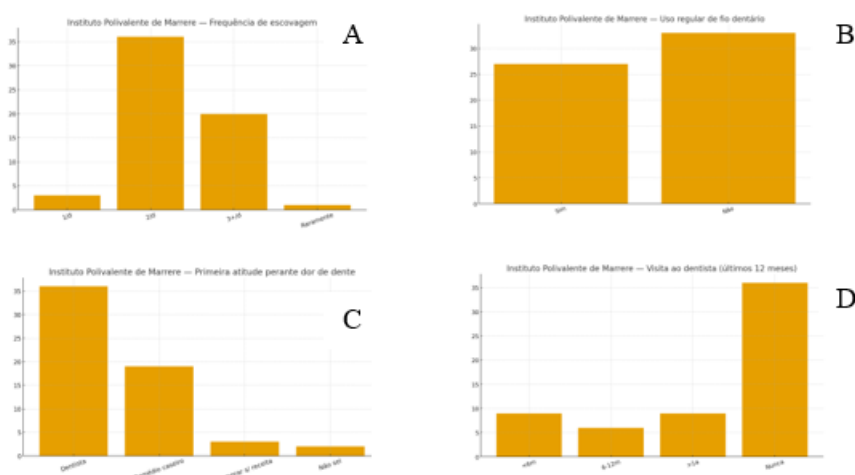 Instituto Polivalente de Marrere — Frequência de escovagem
A
35
30
25
20
15
10
5
0
1/d
2/d
3+/d
Raramente
Instituto Polivalente de Marrere — Uso regular de fio dentário
B
30
25
20
15
10
5
0
Sim
Não
Instituto Polivalente de Marrere — Primeira atitude perante dor de dente
C
35
30
25
20
15
10
5
0
Dentista
médio caseiro
mar s/ receita
Não sei
Instituto Polivalente de Marrere — Visita ao dentista (últimos 12 meses)
D
35
30
25
20
15
10
5
0
<6m
6-12m
>1a
Nunca